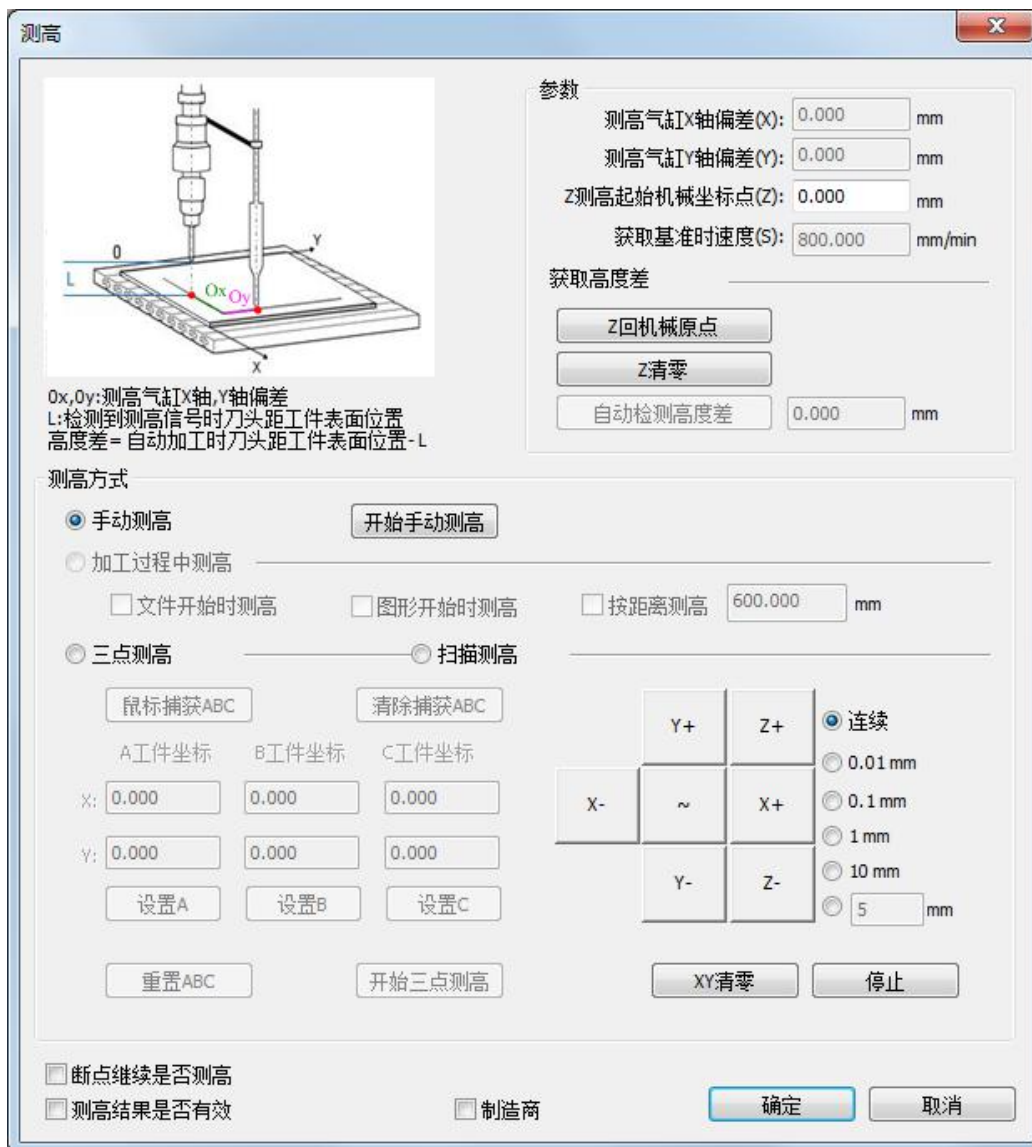 测高
0
L
Ox
Oy
Y
X
0x,0y:测高气缸X轴,Y轴偏差
L:检测到测高信号时刀头距工件表面位置
高度差=自动加工时刀头距工件表面位置-L
参数
测高气缸X轴偏差(X): 0.000 mm
测高气缸Y轴偏差(Y): 0.000 mm
Z测高起始机械坐标点(Z): 0.000 mm
获取基准时速度(S): 800.000 mm/min
获取高度差
Z回机械原点
Z清零
自动检测高度差 0.000 mm
测高方式
手动测高 开始手动测高
加工过程中测高
文件开始时测高 图形开始时测高 按距离测高 600.000 mm
三点测高 扫描测高
鼠标捕获ABC 清除捕获ABC
A工件坐标 B工件坐标 C工件坐标
X: 0.000 0.000 0.000
Y: 0.000 0.000 0.000
设置A 设置B 设置C
重置ABC 开始三点测高
Y+ Z+
X- ~ X+
Y- Z-
连续
0.01 mm
0.1 mm
1 mm
10 mm
5 mm
XY清零 停止
断点继续是否测高
测高结果是否有效 制造商 确定 取消